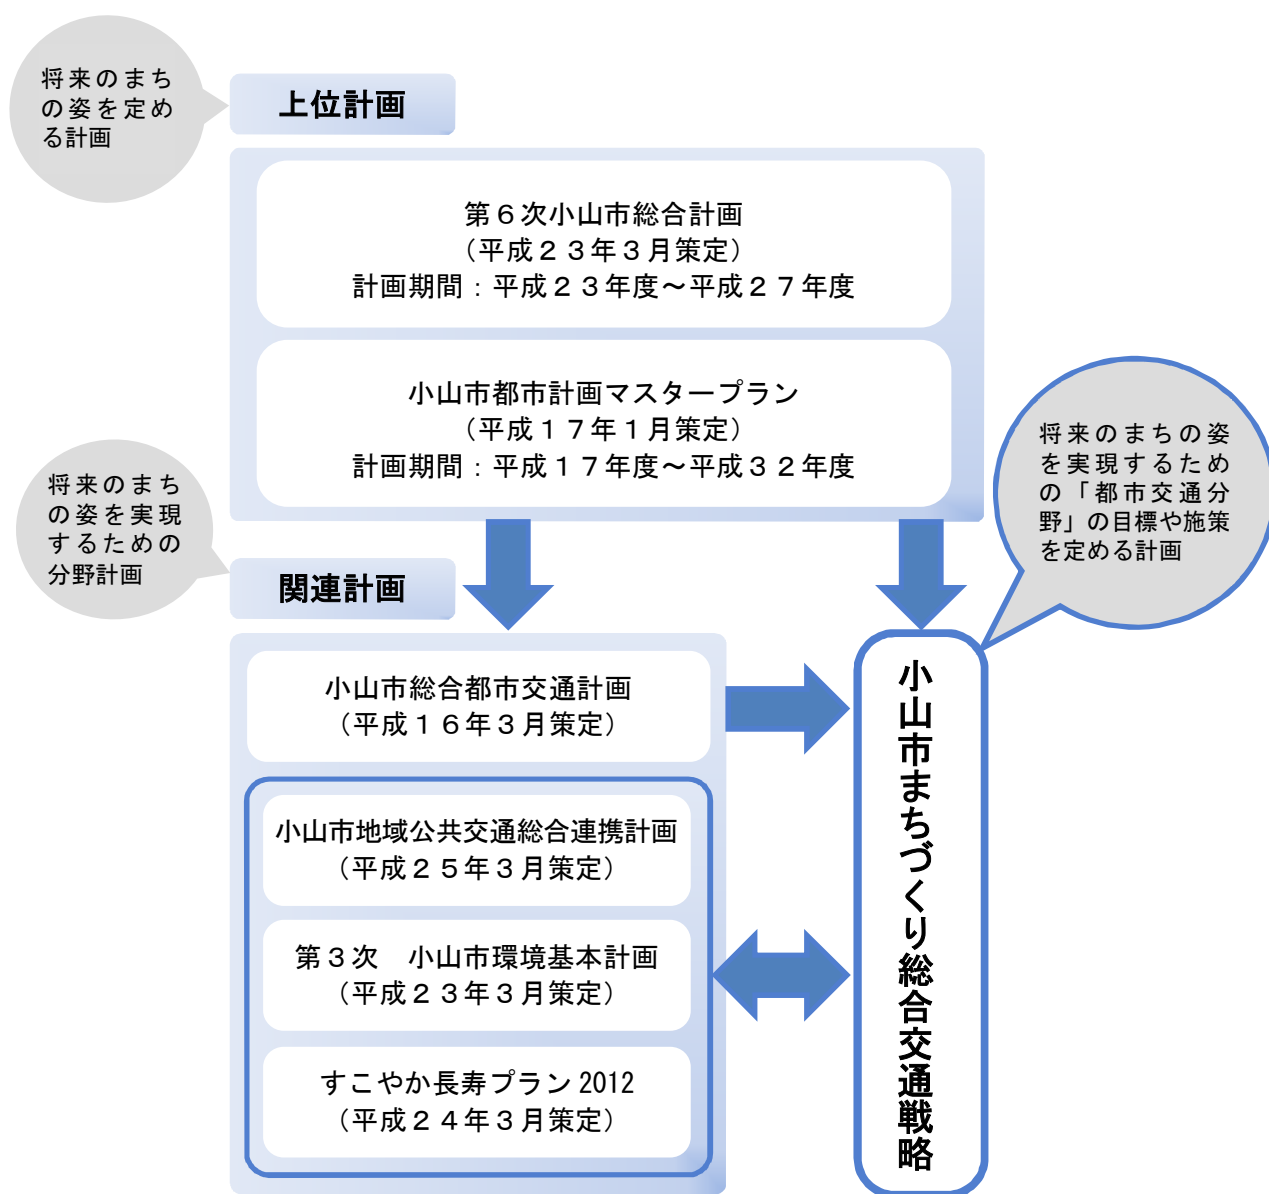 将来のまち
の姿を定め
る計画
上位計画
第６次小山市総合計画
（平成２３年３月策定）
計画期間：平成２３年度～平成２７年度
小山市都市計画マスタープラン
（平成１７年１月策定）
計画期間：平成１７年度～平成３２年度
将来のまちの姿
を実現するため
の「都市交通分
野」の目標や施策
を定める計画
将来のまち
の姿を実現
するための
分野計画
関連計画
小山市総合都市交通計画
（平成１６年３月策定）
小山市地域公共交通総合連携計画
（平成２５年３月策定）
第３次　小山市環境基本計画
（平成２３年３月策定）
すこやか長寿プラン 2012
（平成２４年３月策定）
小山市まちづくり総合交通戦略